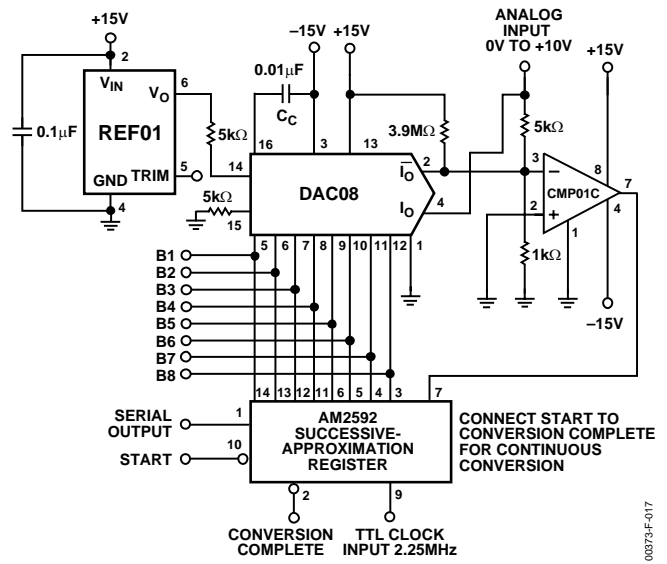 +15V
2
VIN
VO
6
REF01
0.1µF
5kΩ
TRIM
5
GND
4
–15V
+15V
0.01µF
CC
16
3
13
3.9MΩ
14
DAC08
IO
2
IO
4
5kΩ
15
5 6 7 8 9 10 11 12 1
ANALOG
INPUT
0V TO +10V
+15V
5kΩ
3
–
8
7
CMP01C
2
+
4
1
1kΩ
–15V
B1
B2
B3
B4
B5
B6
B7
B8
14 13 12 11 6 5 4 3
7
SERIAL
OUTPUT
1
START
10
AM2592
SUCCESSIVE-
APPROXIMATION
REGISTER
CONNECT START TO
CONVERSION COMPLETE
FOR CONTINUOUS
CONVERSION
2
9
CONVERSION
COMPLETE
TTL CLOCK
INPUT 2.25MHz
00373-F-017